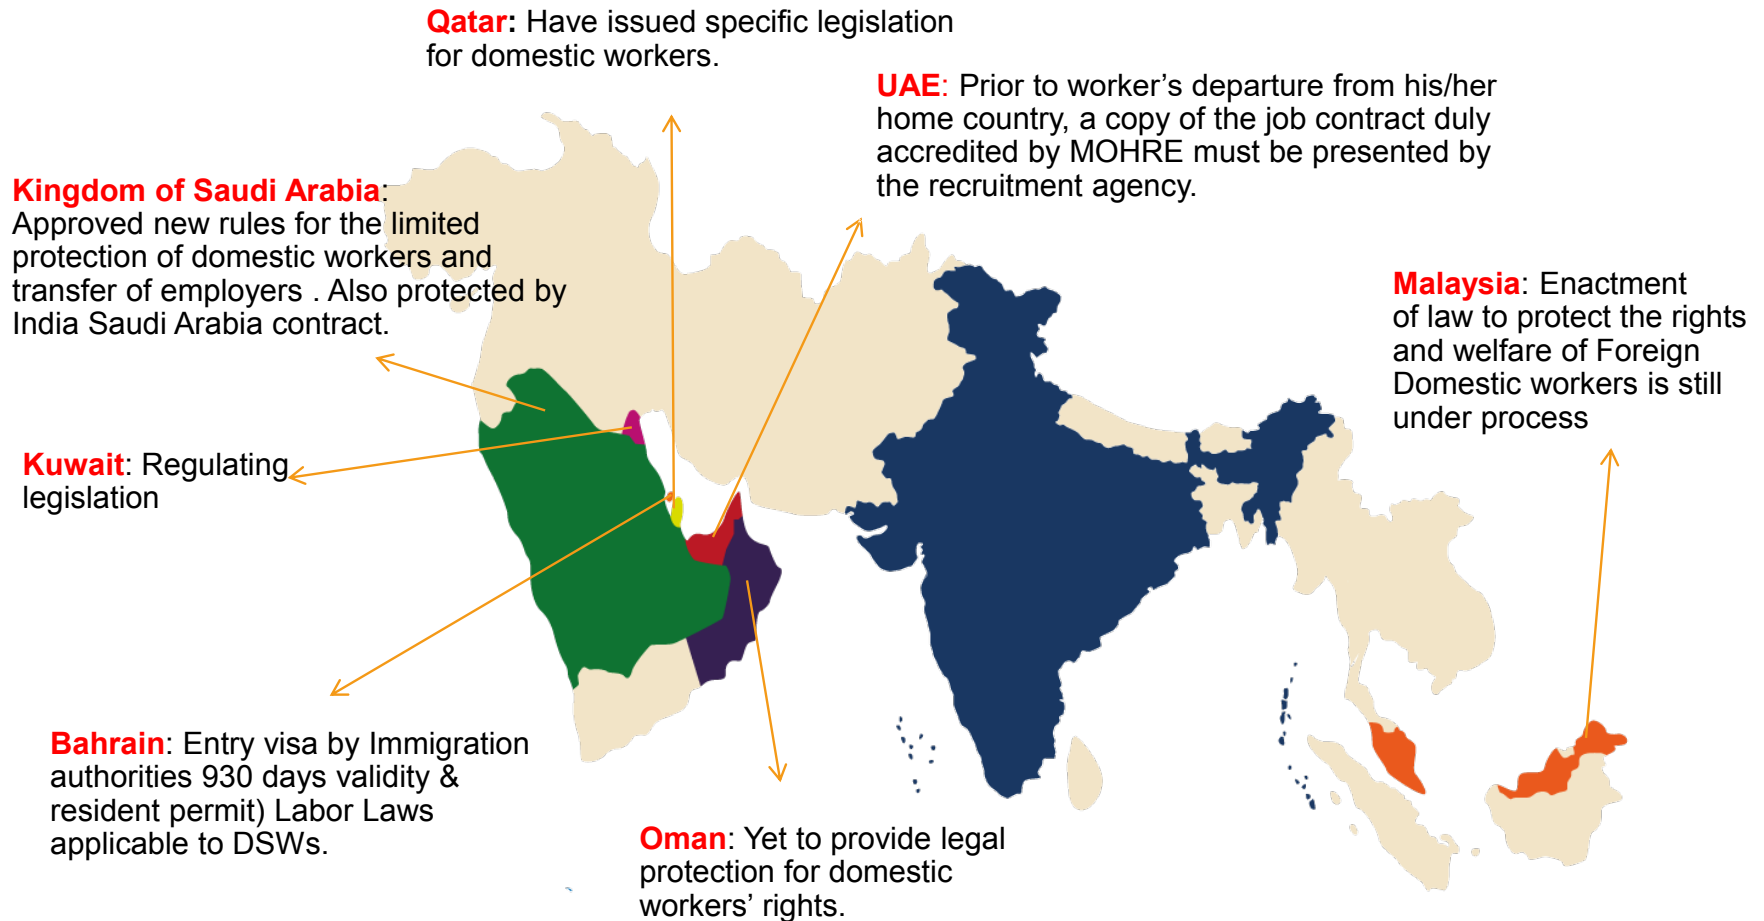 Qatar: Have issued specific legislation
for domestic workers.
UAE: Prior to worker's departure from his/her
home country, a copy of the job contract duly
accredited by MOHRE must be presented by
the recruitment agency.
Kingdom of Saudi Arabia:
Approved new rules for the limited
protection of domestic workers and
transfer of employers . Also protected by
India Saudi Arabia contract.
Malaysia: Enactment
of law to protect the rights
and welfare of Foreign
Domestic workers is still
under process
Kuwait: Regulating
legislation
Bahrain: Entry visa by Immigration
authorities 930 days validity &
resident permit) Labor Laws
applicable to DSWs.
Oman: Yet to provide legal
protection for domestic
workers' rights.